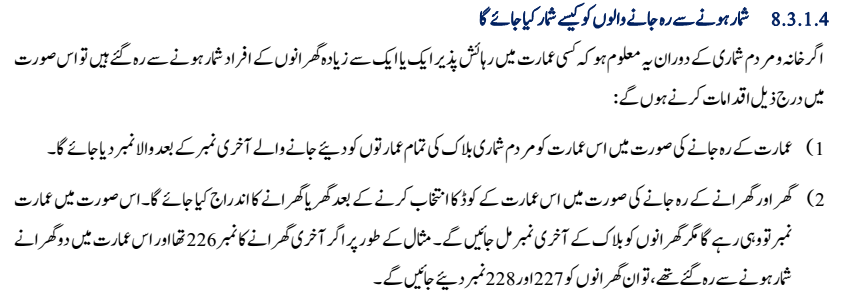 8.3.1.4 شمار ہونے سے رہ جانے والوں کو کیسے شمار کیا جائے گا
اگر خانہ و مردم شماری کے دوران یہ معلوم ہو کہ کسی عمارت میں رہائش پذیر ایک یا ایک سے زیادہ گھرانوں کے افراد شمار ہونے سے رہ گئے ہیں تو اس صورت
میں درج ذیل اقدامات کرنے ہوں گے:
1) عمارت کے رہ جانے کی صورت میں اس عمارت کو مردم شماری بلاک کی تمام عمارتوں کو دیئے جانے والے آخری نمبر کے بعد والا نمبر دیا جائے گا۔
2) گھر اور گھرانے کے رہ جانے کی صورت میں اس عمارت کے کوڈ کا انتخاب کرنے کے بعد گھر یا گھرانے کا اندراج کیا جائے گا۔ اس صورت میں عمارت
نمبر تو وہی رہے گا مگر گھرانوں کو بلاک کے آخری نمبر مل جائیں گے۔ مثال کے طور پر اگر آخری گھرانے کا نمبر 226 تھا اور اس عمارت میں دو گھرانے
شمار ہونے سے رہ گئے تھے، تو ان گھرانوں کو 227 اور 228 نمبر دیئے جائیں گے۔